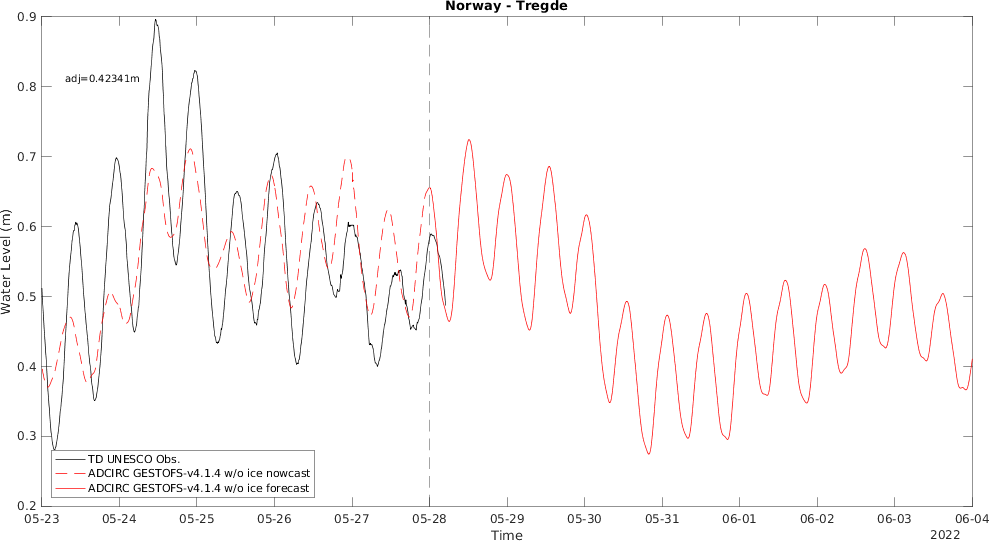 Norway - Tregde
0.9
0.8
0.7
0.6
0.5
0.4
0.3
0.2
Water Level (m)
adj=0.42341m
TD UNESCO Obs.
ADCIRC GESTOFS-v4.1.4 w/o ice nowcast
ADCIRC GESTOFS-v4.1.4 w/o ice forecast
05-23 05-24 05-25 05-26 05-27 05-28 05-29 05-30 05-31 06-01 06-02 06-03 06-04
Time
2022